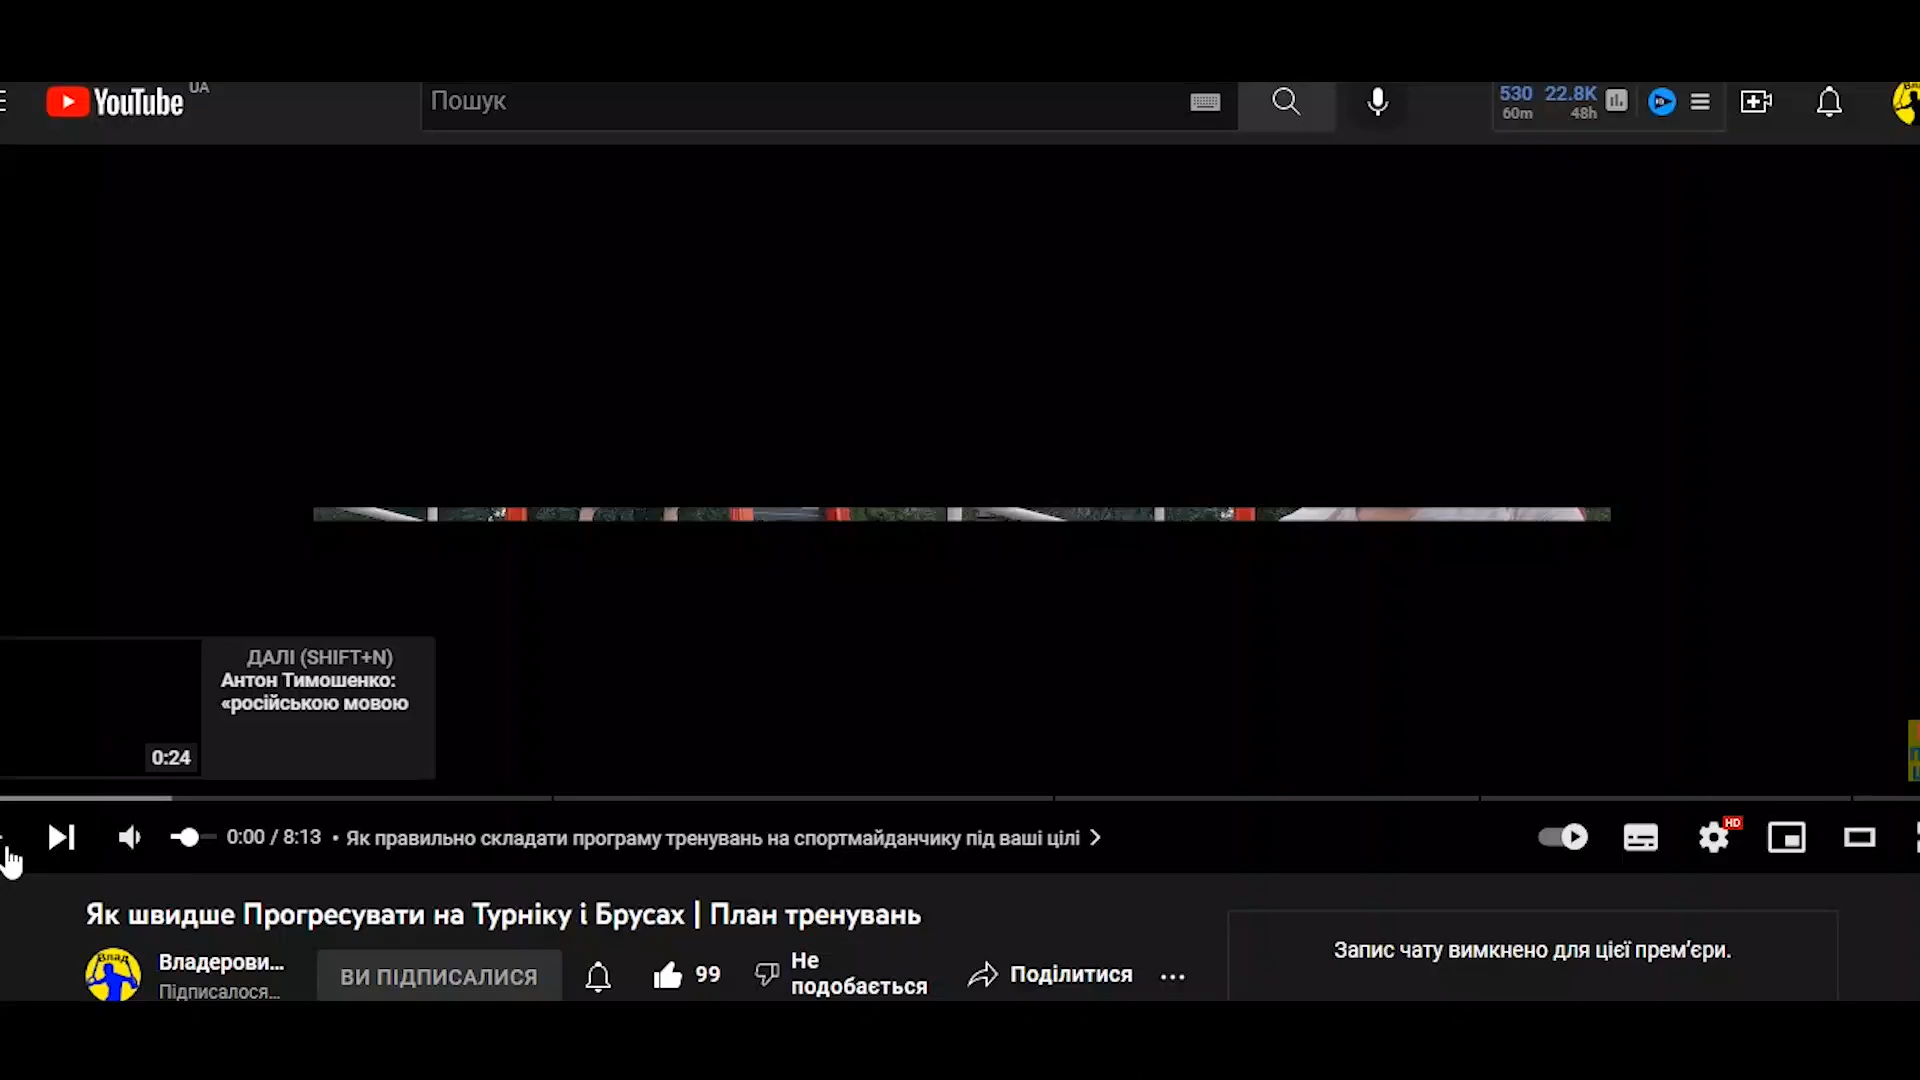 YouTube UA
Пошук
530 22.8K
60m 48h
ДАЛІ (SHIFT+N)
Антон Тимошенко:
«російською мовою
0:24
0:00 / 8:13 • Як правильно складати програму тренувань на спортмайданчику під ваші цілі
HD
Як швидше Прогресувати на Турніку і Брусах | План тренувань
Влад
Владерови...
Підписалося...
ВИ ПІДПИСАЛИСЯ
99
Не
подобається
Поділитися
Запис чату вимкнено для цієї прем’єри.